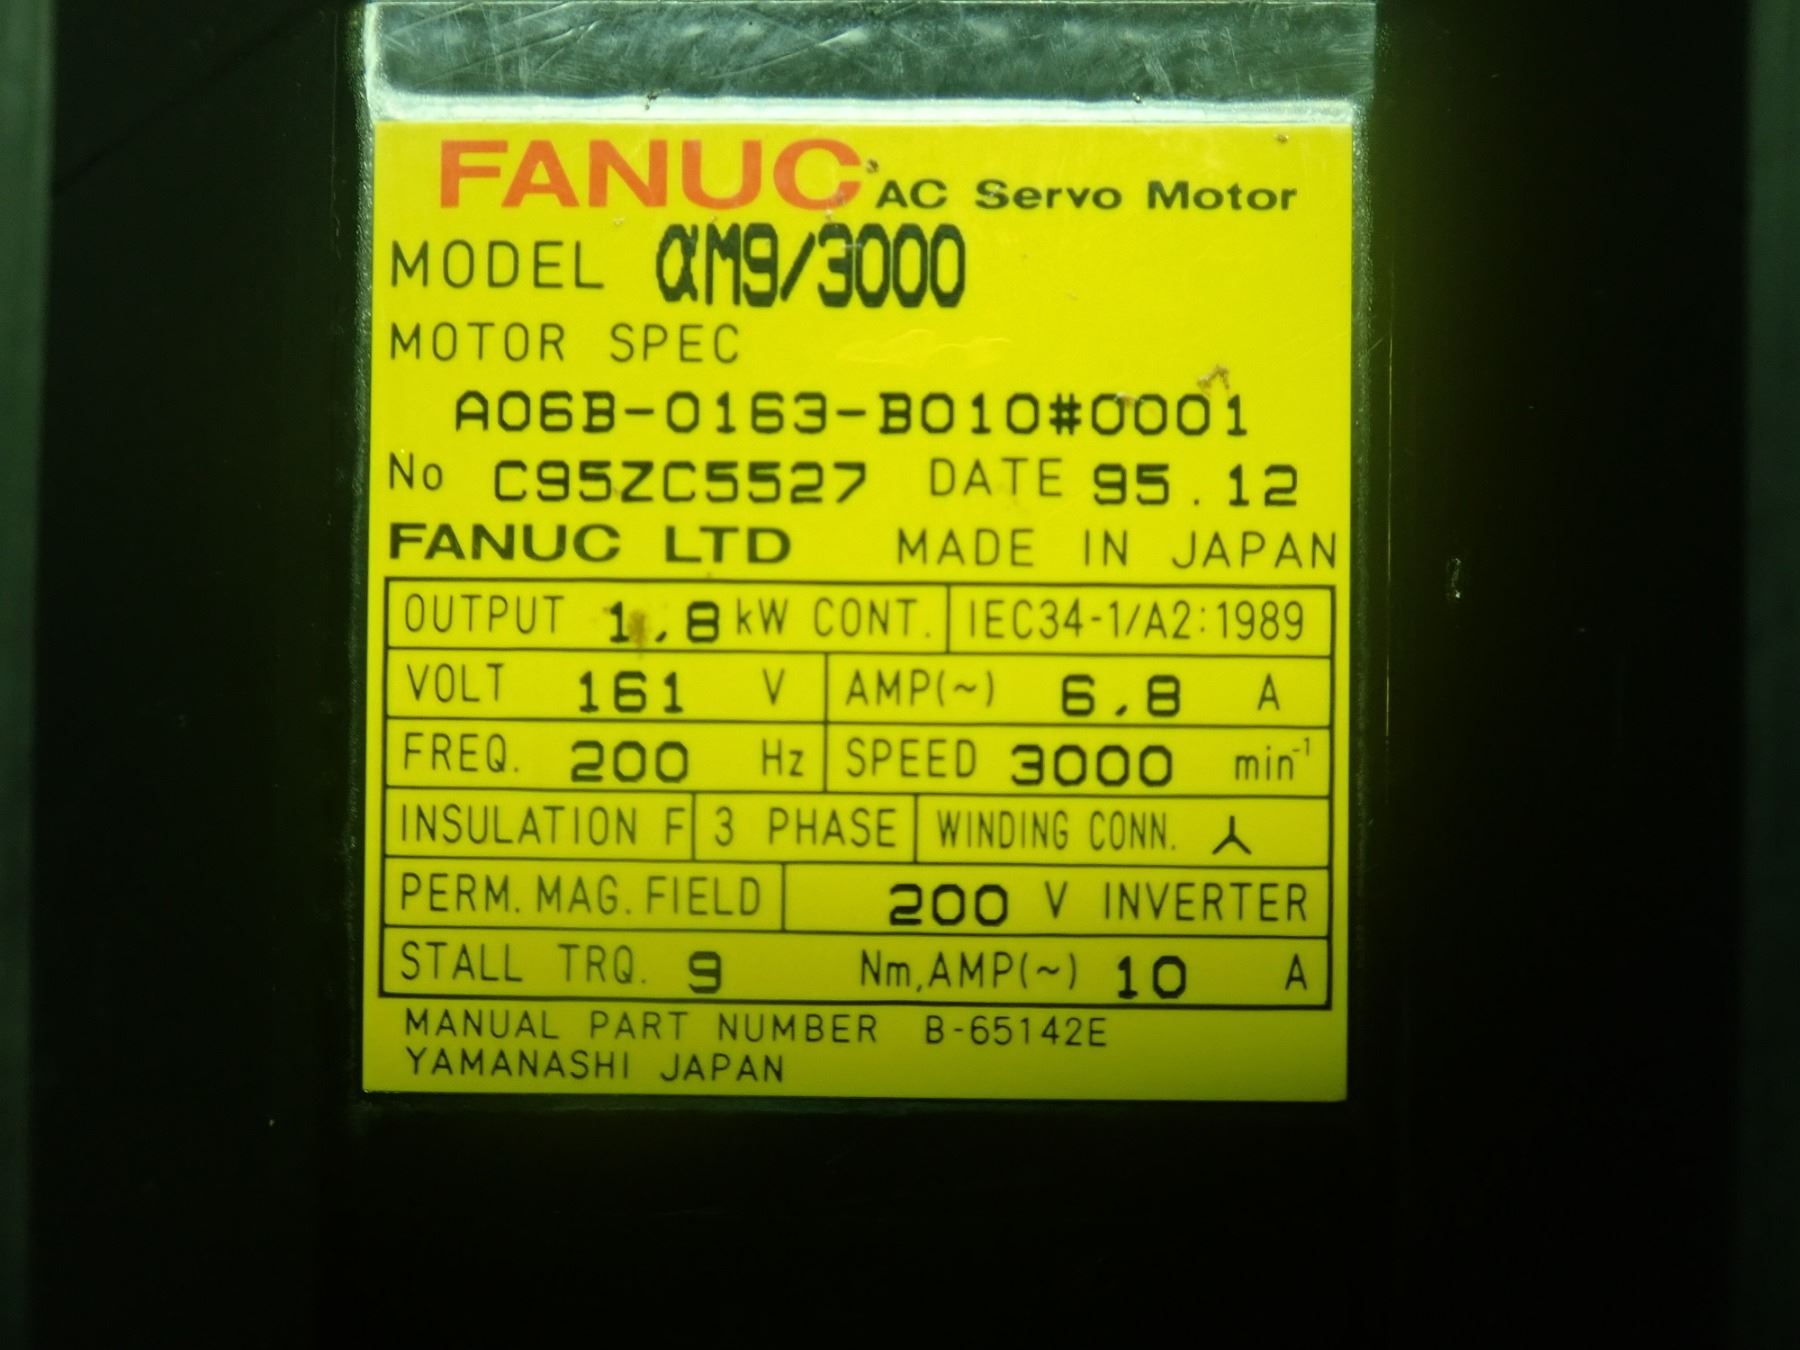 FANUC AC Servo Motor
MODEL αM9/3000
MOTOR SPEC
A06B-0163-B010#0001
No C95ZC5527 DATE 95.12
FANUC LTD MADE IN JAPAN
OUTPUT 1.8 kW CONT. IEC34-1/A2:1989
VOLT 161 V AMP(~) 6.8 A
FREQ. 200 Hz SPEED 3000 min⁻¹
INSULATION F 3 PHASE WINDING CONN.
PERM. MAG. FIELD 200 V INVERTER
STALL TRQ. 9 Nm, AMP(~) 10 A
MANUAL PART NUMBER B-65142E
YAMANASHI JAPAN